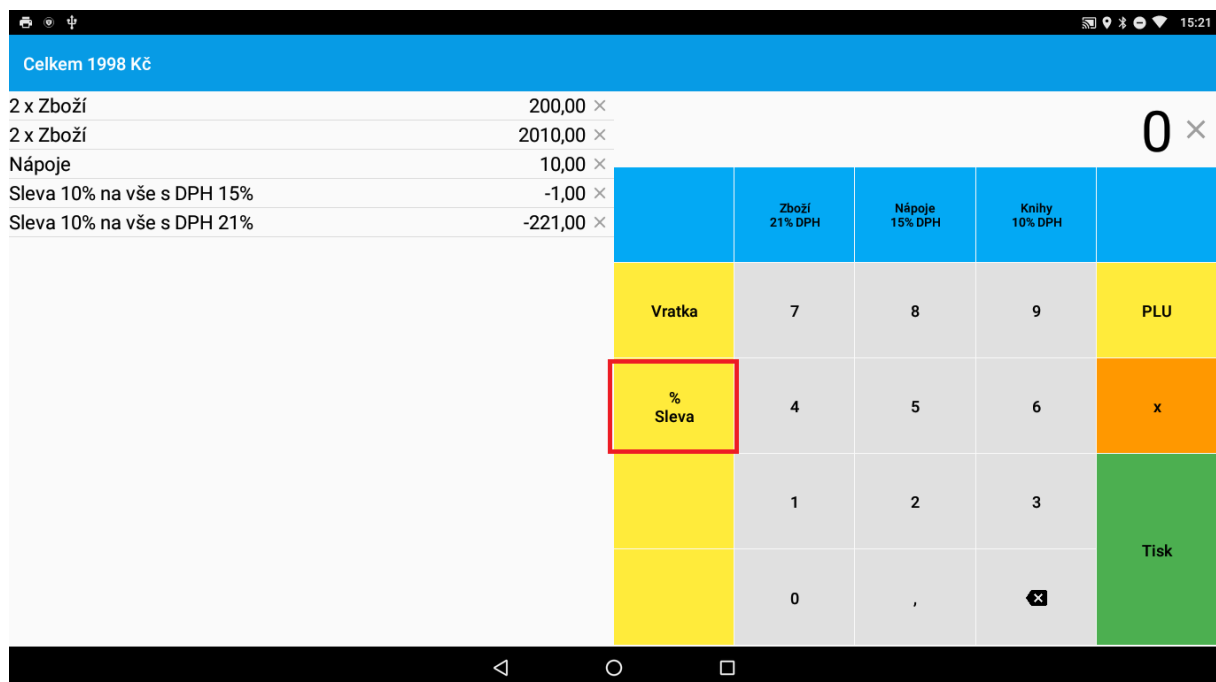 15:21
Celkem 1998 Kč
2 x Zboží 200,00 ×
2 x Zboží 2010,00 ×
Nápoje 10,00 ×
Sleva 10% na vše s DPH 15% -1,00 ×
Sleva 10% na vše s DPH 21% -221,00 ×
0 ×
Zboží
21% DPH
Nápoje
15% DPH
Knihy
10% DPH
Vratka 7 8 9 PLU
%
Sleva 4 5 6 x
1 2 3
Tisk
0 ,